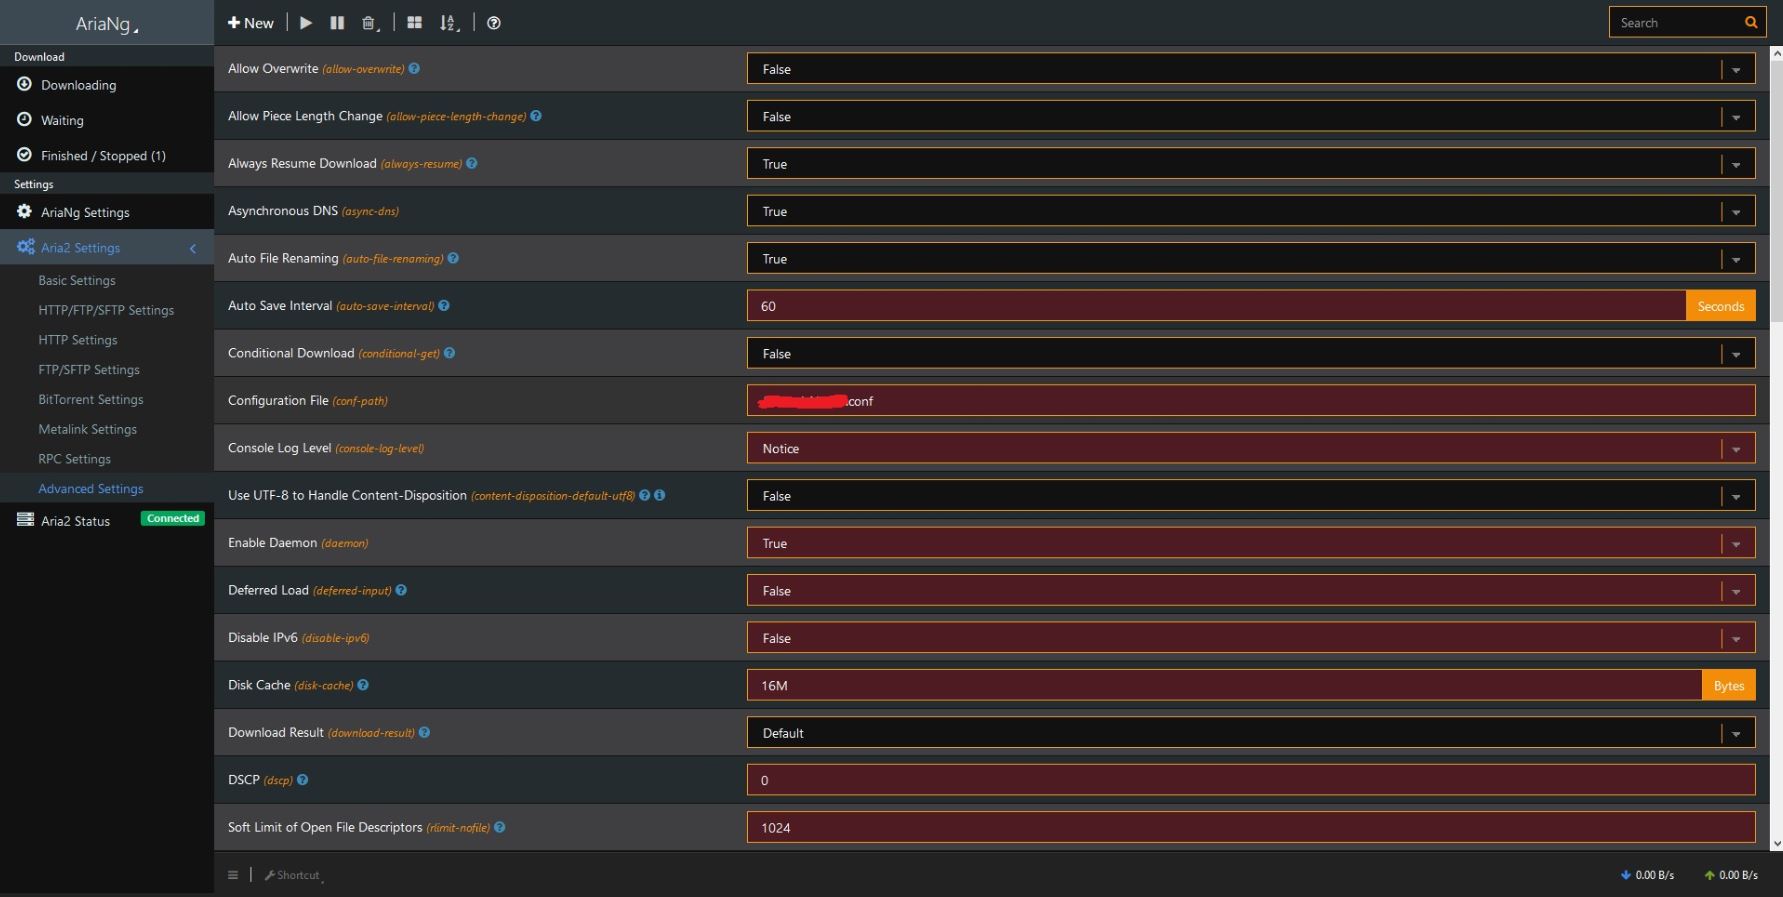 AriaNg
New
Search
Download
Downloading
Waiting
Finished / Stopped (1)
Settings
AriaNg Settings
Aria2 Settings
Basic Settings
HTTP/FTP/SFTP Settings
HTTP Settings
FTP/SFTP Settings
BitTorrent Settings
Metalink Settings
RPC Settings
Advanced Settings
Aria2 Status Connected
Allow Overwrite (allow-overwrite) False
Allow Piece Length Change (allow-piece-length-change) False
Always Resume Download (always-resume) True
Asynchronous DNS (async-dns) True
Auto File Renaming (auto-file-renaming) True
Auto Save Interval (auto-save-interval) 60 Seconds
Conditional Download (conditional-get) False
Configuration File (conf-path) .conf
Console Log Level (console-log-level) Notice
Use UTF-8 to Handle Content-Disposition (content-disposition-default-utf8) False
Enable Daemon (daemon) True
Deferred Load (deferred-input) False
Disable IPv6 (disable-ipv6) False
Disk Cache (disk-cache) 16M Bytes
Download Result (download-result) Default
DSCP (dscp) 0
Soft Limit of Open File Descriptors (rlimit-nofile) 1024
Shortcut
0.00 B/s 0.00 B/s